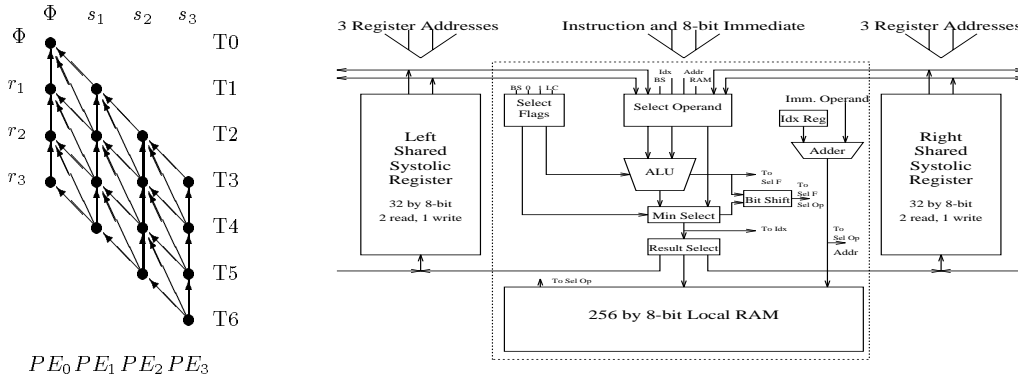 Φ s₁ s₂ s₃
Φ T0
r₁ T1
r₂ T2
r₃ T3
T4
T5
T6
PE₀ PE₁ PE₂ PE₃
3 Register Addresses
Instruction and 8-bit Immediate
3 Register Addresses
Left
Shared
Systolic
Register
32 by 8-bit
2 read, 1 write
BS 0 1 LC
Select
Flags
Idx Addr
BS RAM
Select Operand
Imm. Operand
Idx Reg
Adder
ALU
To
Sel F
To
Sel F
Sel Op
Bit Shift
Min Select
To Idx
Result Select
To
Sel Op
Addr
To Sel Op
256 by 8-bit Local RAM
Right
Shared
Systolic
Register
32 by 8-bit
2 read, 1 write